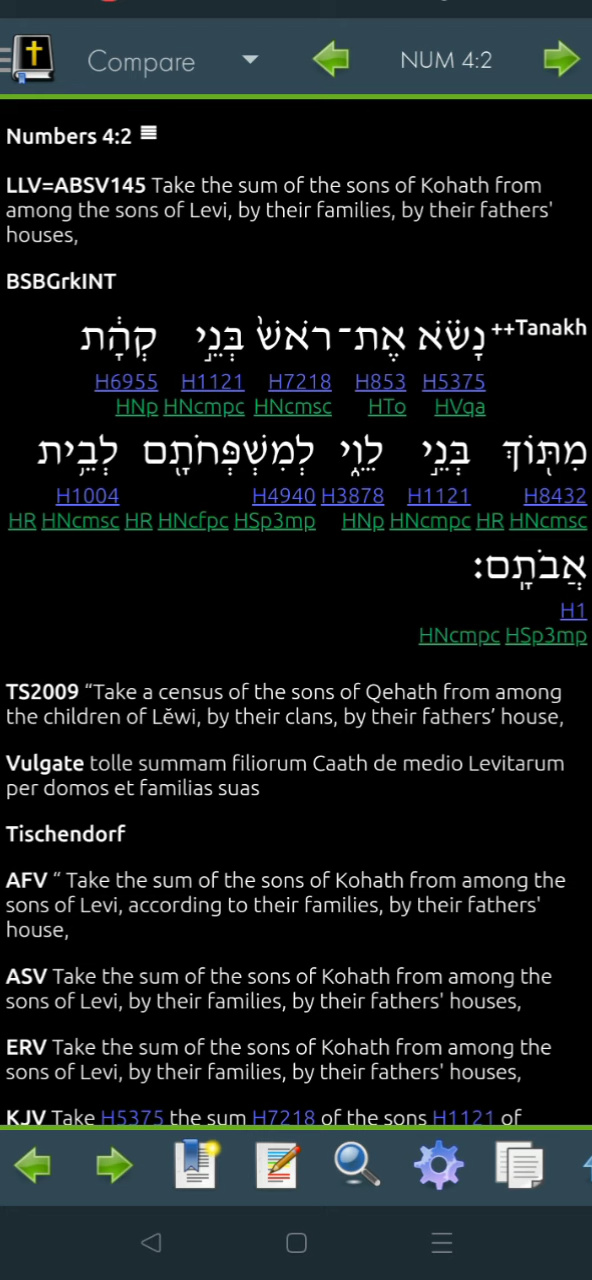 Compare
NUM 4:2
Numbers 4:2
LLV=ABSV145 Take the sum of the sons of Kohath from
among the sons of Levi, by their families, by their fathers'
houses,
BSBGrkINT
++Tanakh נָשֹׂ֗א אֶת־רֹאשׁ֙ בְּנֵ֣י קְהָ֔ת
H6955 H1121 H7218 H853 H5375
HNp HNcmpc HNcmsc HTo HVqa
מִתּ֖וֹךְ בְּנֵ֣י לֵוִ֑י לְמִשְׁפְּחֹתָ֖ם לְבֵ֥ית
H1004 H4940 H3878 H1121 H8432
HR HNcmsc HR HNcfpc HSp3mp HNp HNcmpc HR HNcmsc
אֲבֹתָֽם׃
H1
HNcmpc HSp3mp
TS2009 “Take a census of the sons of Qehath from among
the children of Lĕwi, by their clans, by their fathers’ house,
Vulgate tolle summam filiorum Caath de medio Levitarum
per domos et familias suas
Tischendorf
AFV “ Take the sum of the sons of Kohath from among the
sons of Levi, according to their families, by their fathers'
house,
ASV Take the sum of the sons of Kohath from among the
sons of Levi, by their families, by their fathers' houses,
ERV Take the sum of the sons of Kohath from among the
sons of Levi, by their families, by their fathers' houses,
KJV Take H5375 the sum H7218 of the sons H1121 of